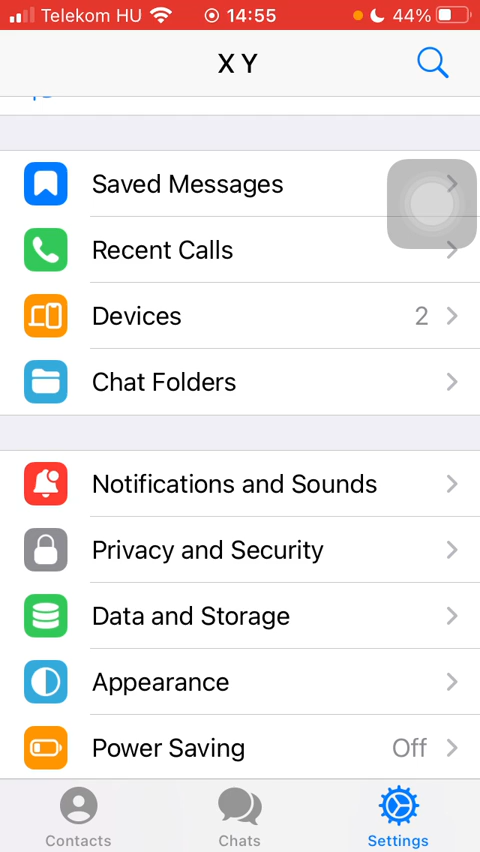 Telekom HU 14:55 44%
X Y
Saved Messages
Recent Calls
Devices 2
Chat Folders
Notifications and Sounds
Privacy and Security
Data and Storage
Appearance
Power Saving Off
Contacts Chats Settings